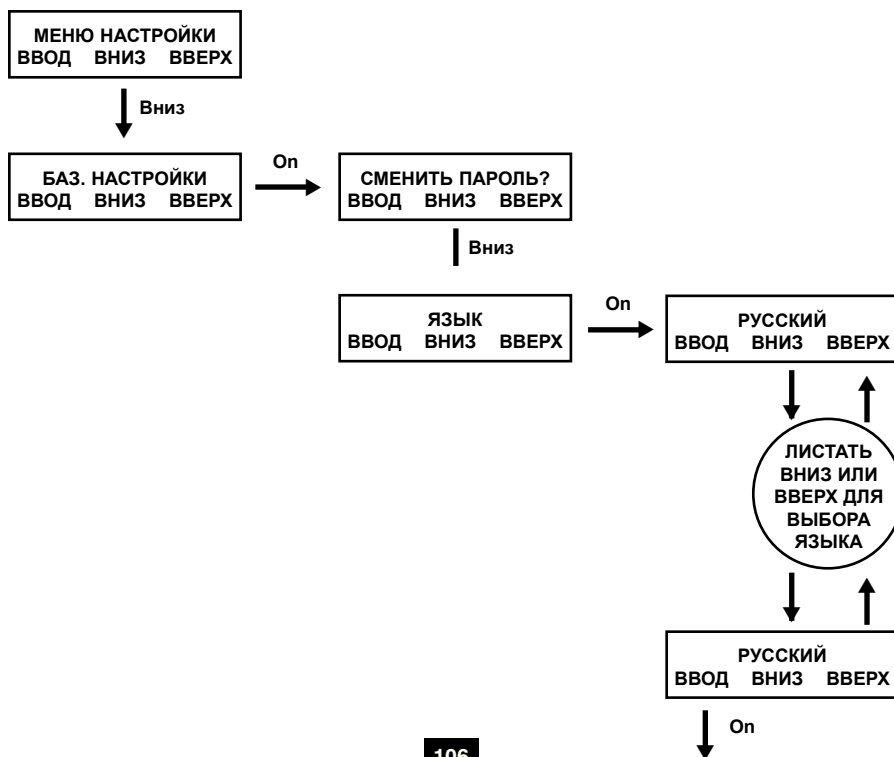 МЕНЮ НАСТРОЙКИ
ВВОД ВНИЗ ВВЕРХ
Вниз
БАЗ. НАСТРОЙКИ
ВВОД ВНИЗ ВВЕРХ
On
СМЕНИТЬ ПАРОЛЬ?
ВВОД ВНИЗ ВВЕРХ
Вниз
ЯЗЫК
ВВОД ВНИЗ ВВЕРХ
On
РУССКИЙ
ВВОД ВНИЗ ВВЕРХ
ЛИСТАТЬ
ВНИЗ ИЛИ
ВВЕРХ ДЛЯ
ВЫБОРА
ЯЗЫКА
РУССКИЙ
ВВОД ВНИЗ ВВЕРХ
On
106